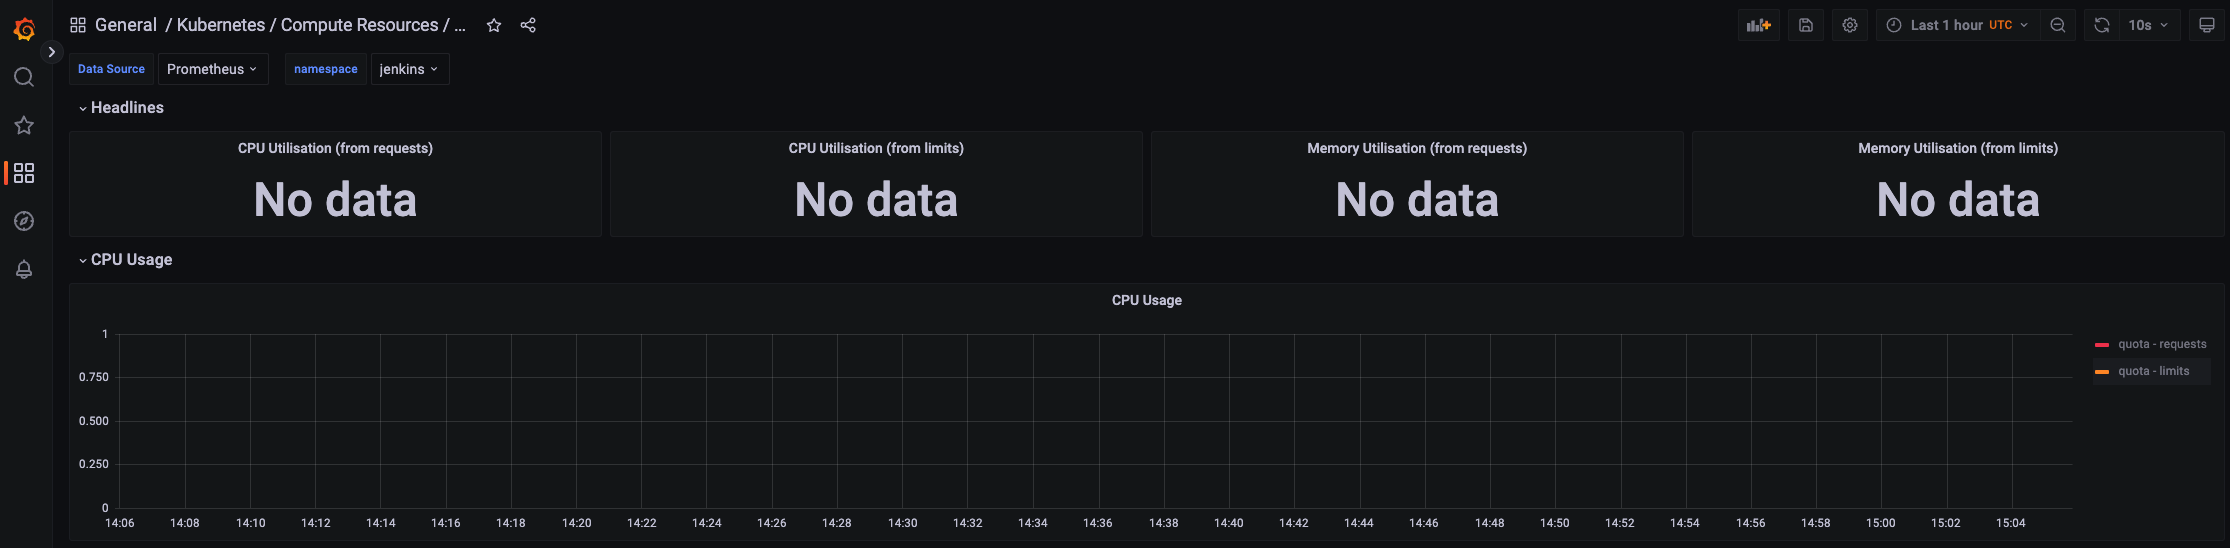 General / Kubernetes / Compute Resources / ...
Last 1 hour UTC
10s
Data Source
Prometheus
namespace
jenkins
Headlines
CPU Utilisation (from requests)
No data
CPU Utilisation (from limits)
No data
Memory Utilisation (from requests)
No data
Memory Utilisation (from limits)
No data
CPU Usage
CPU Usage
1
0.750
0.500
0.250
0
14:06 14:08 14:10 14:12 14:14 14:16 14:18 14:20 14:22 14:24 14:26 14:28 14:30 14:32 14:34 14:36 14:38 14:40 14:42 14:44 14:46 14:48 14:50 14:52 14:54 14:56 14:58 15:00 15:02 15:04
quota - requests
quota - limits